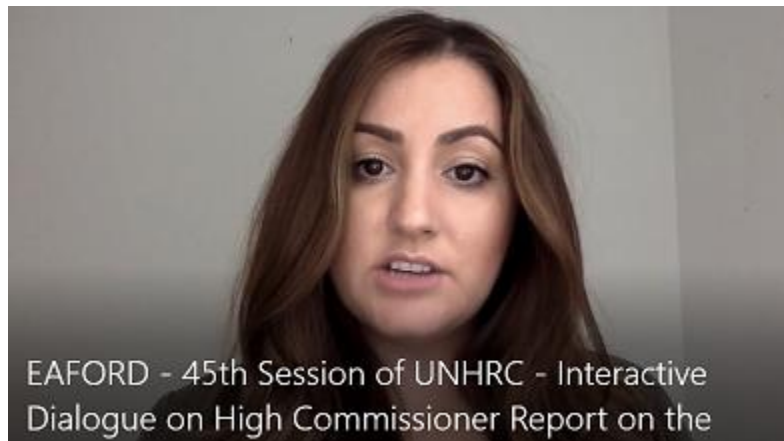 EAFORD - 45th Session of UNHRC - Interactive
Dialogue on High Commissioner Report on the